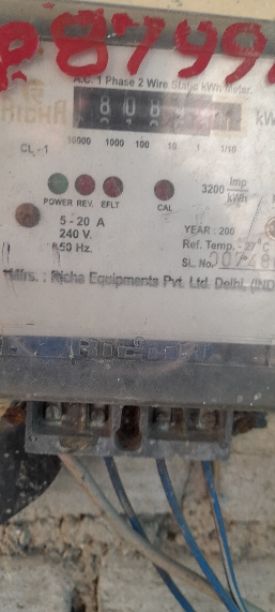 P8799
A.C. 1 Phase 2 Wire Static kWh Meter.
808
CL.-1
10000 1000 100 10 1 1/10
POWER REV. EFLT CAL
3200 Imp/kWh
5 - 20 A
240 V.
50 Hz.
YEAR : 200
Ref. Temp. : 27°C
SL. No.
Mfrs. : Richa Equipments Pvt. Ltd. Delhi, (IND